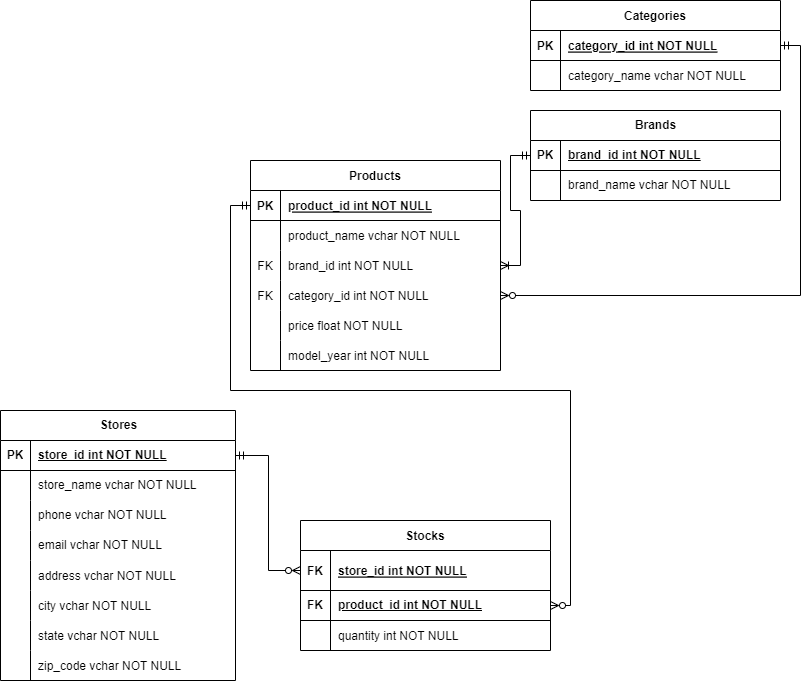 Categories
PK category_id int NOT NULL
category_name vchar NOT NULL
Brands
PK brand_id int NOT NULL
brand_name vchar NOT NULL
Products
PK product_id int NOT NULL
product_name vchar NOT NULL
FK brand_id int NOT NULL
FK category_id int NOT NULL
price float NOT NULL
model_year int NOT NULL
Stores
PK store_id int NOT NULL
store_name vchar NOT NULL
phone vchar NOT NULL
email vchar NOT NULL
address vchar NOT NULL
city vchar NOT NULL
state vchar NOT NULL
zip_code vchar NOT NULL
Stocks
FK store_id int NOT NULL
FK product_id int NOT NULL
quantity int NOT NULL